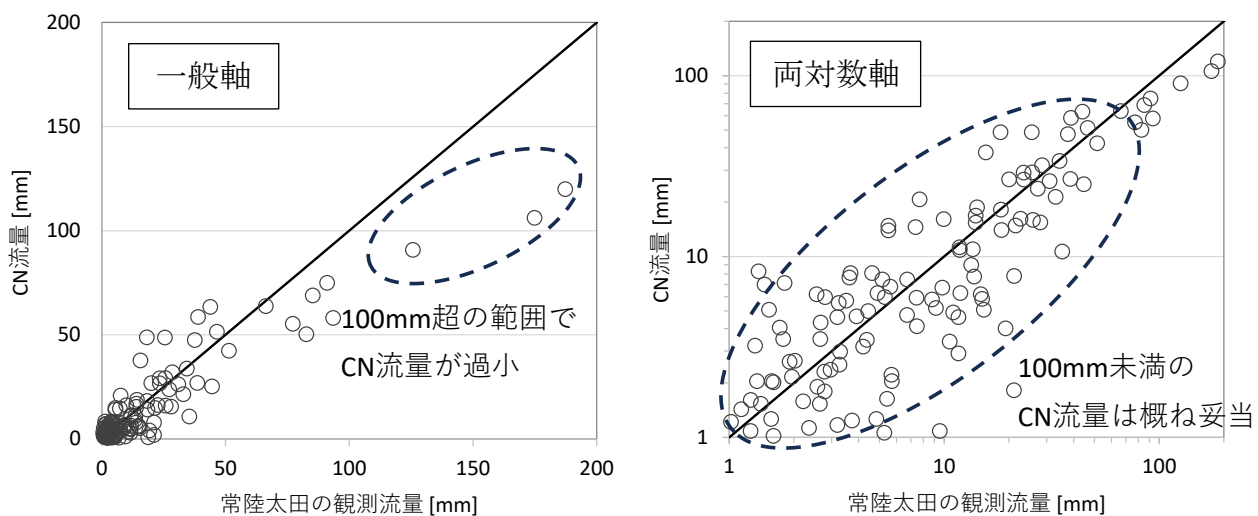 200
150
100
50
0
0
50
100
150
200
CN流量 [mm]
常陸太田の観測流量 [mm]
一般軸
100mm超の範囲で
CN流量が過小
100
10
1
1
10
100
CN流量 [mm]
常陸太田の観測流量 [mm]
両対数軸
100mm未満の
CN流量は概ね妥当